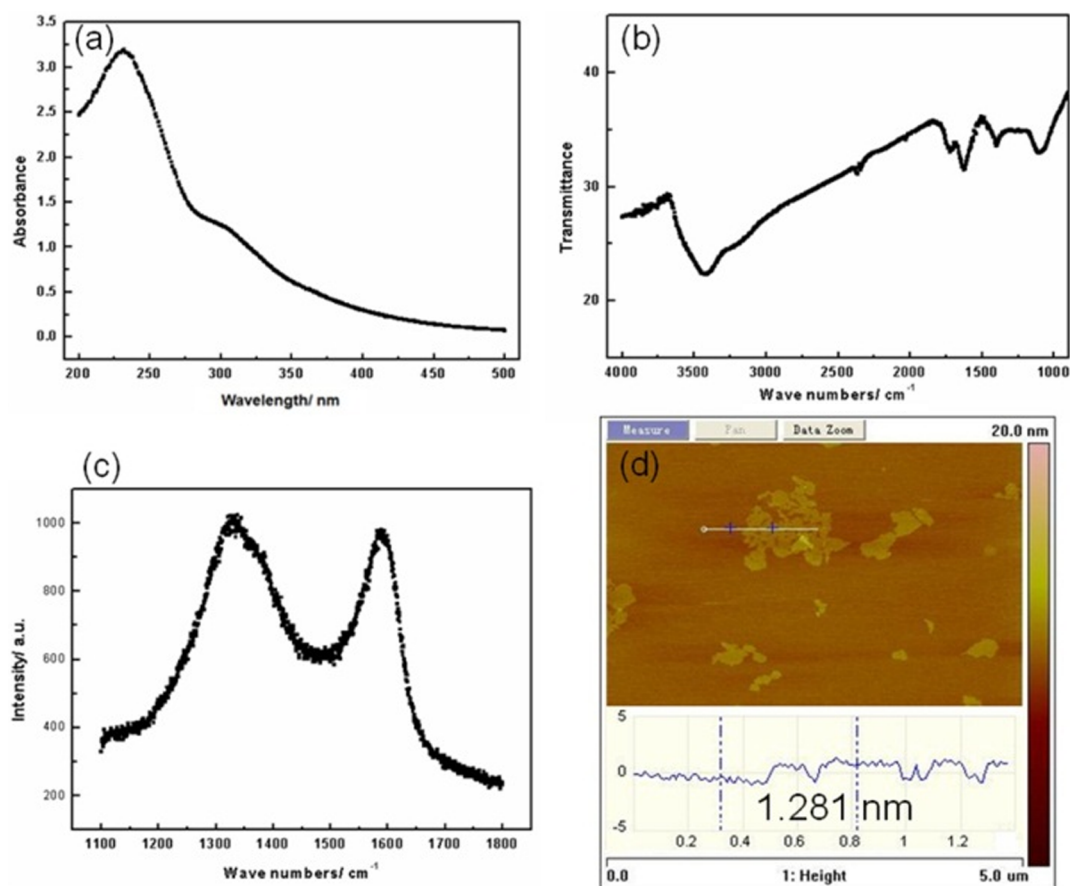 (a)
3.5
3.0
2.5
2.0
1.5
1.0
0.5
0.0
Absorbance
200 250 300 350 400 450 500
Wavelength/ nm
(b)
40
30
20
Transmittance
4000 3500 3000 2500 2000 1500 1000
Wave numbers/ cm⁻¹
(c)
1000
800
600
400
200
Intensity/ a.u.
1100 1200 1300 1400 1500 1600 1700 1800
Wave numbers/ cm⁻¹
Measure Pan Data Zoom 20.0 nm
(d)
5
0
-5
1.281 nm
0.2 0.4 0.6 0.8 1 1.2
0.0 1: Height 5.0 um